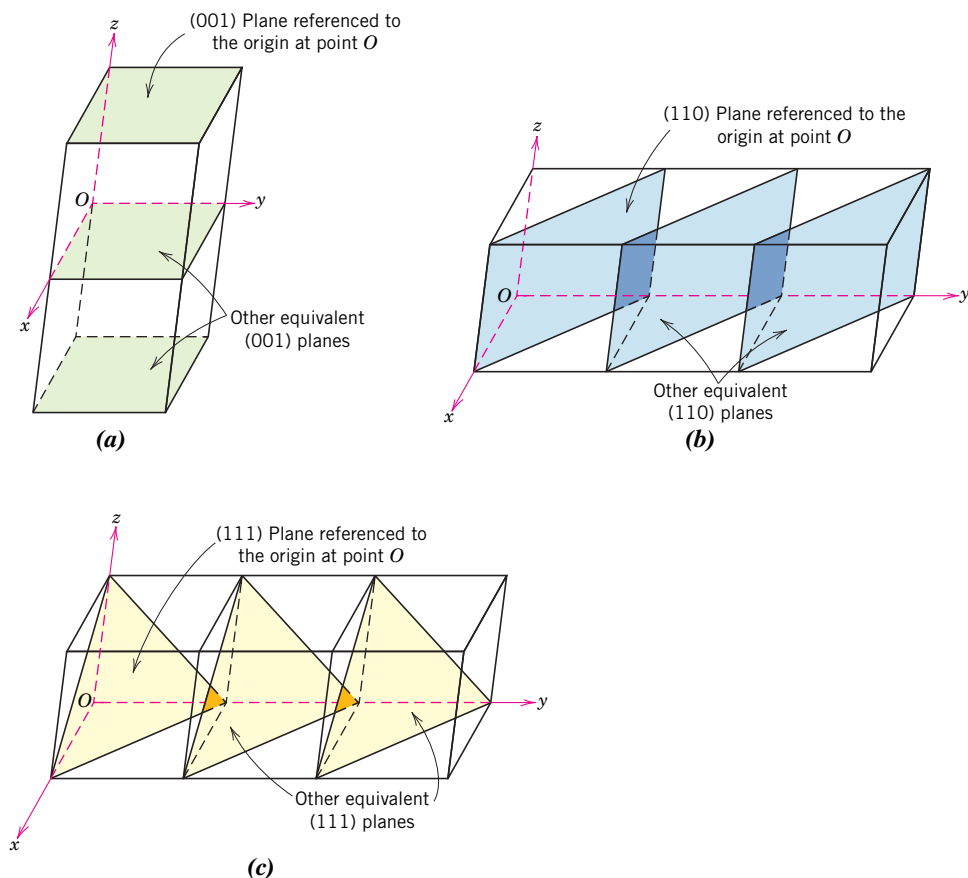 z
(001) Plane referenced to
the origin at point O
O
y
x
Other equivalent
(001) planes
(a)
z
(110) Plane referenced to the
origin at point O
O
y
x
Other equivalent
(110) planes
(b)
z
(111) Plane referenced to
the origin at point O
O
y
x
Other equivalent
(111) planes
(c)